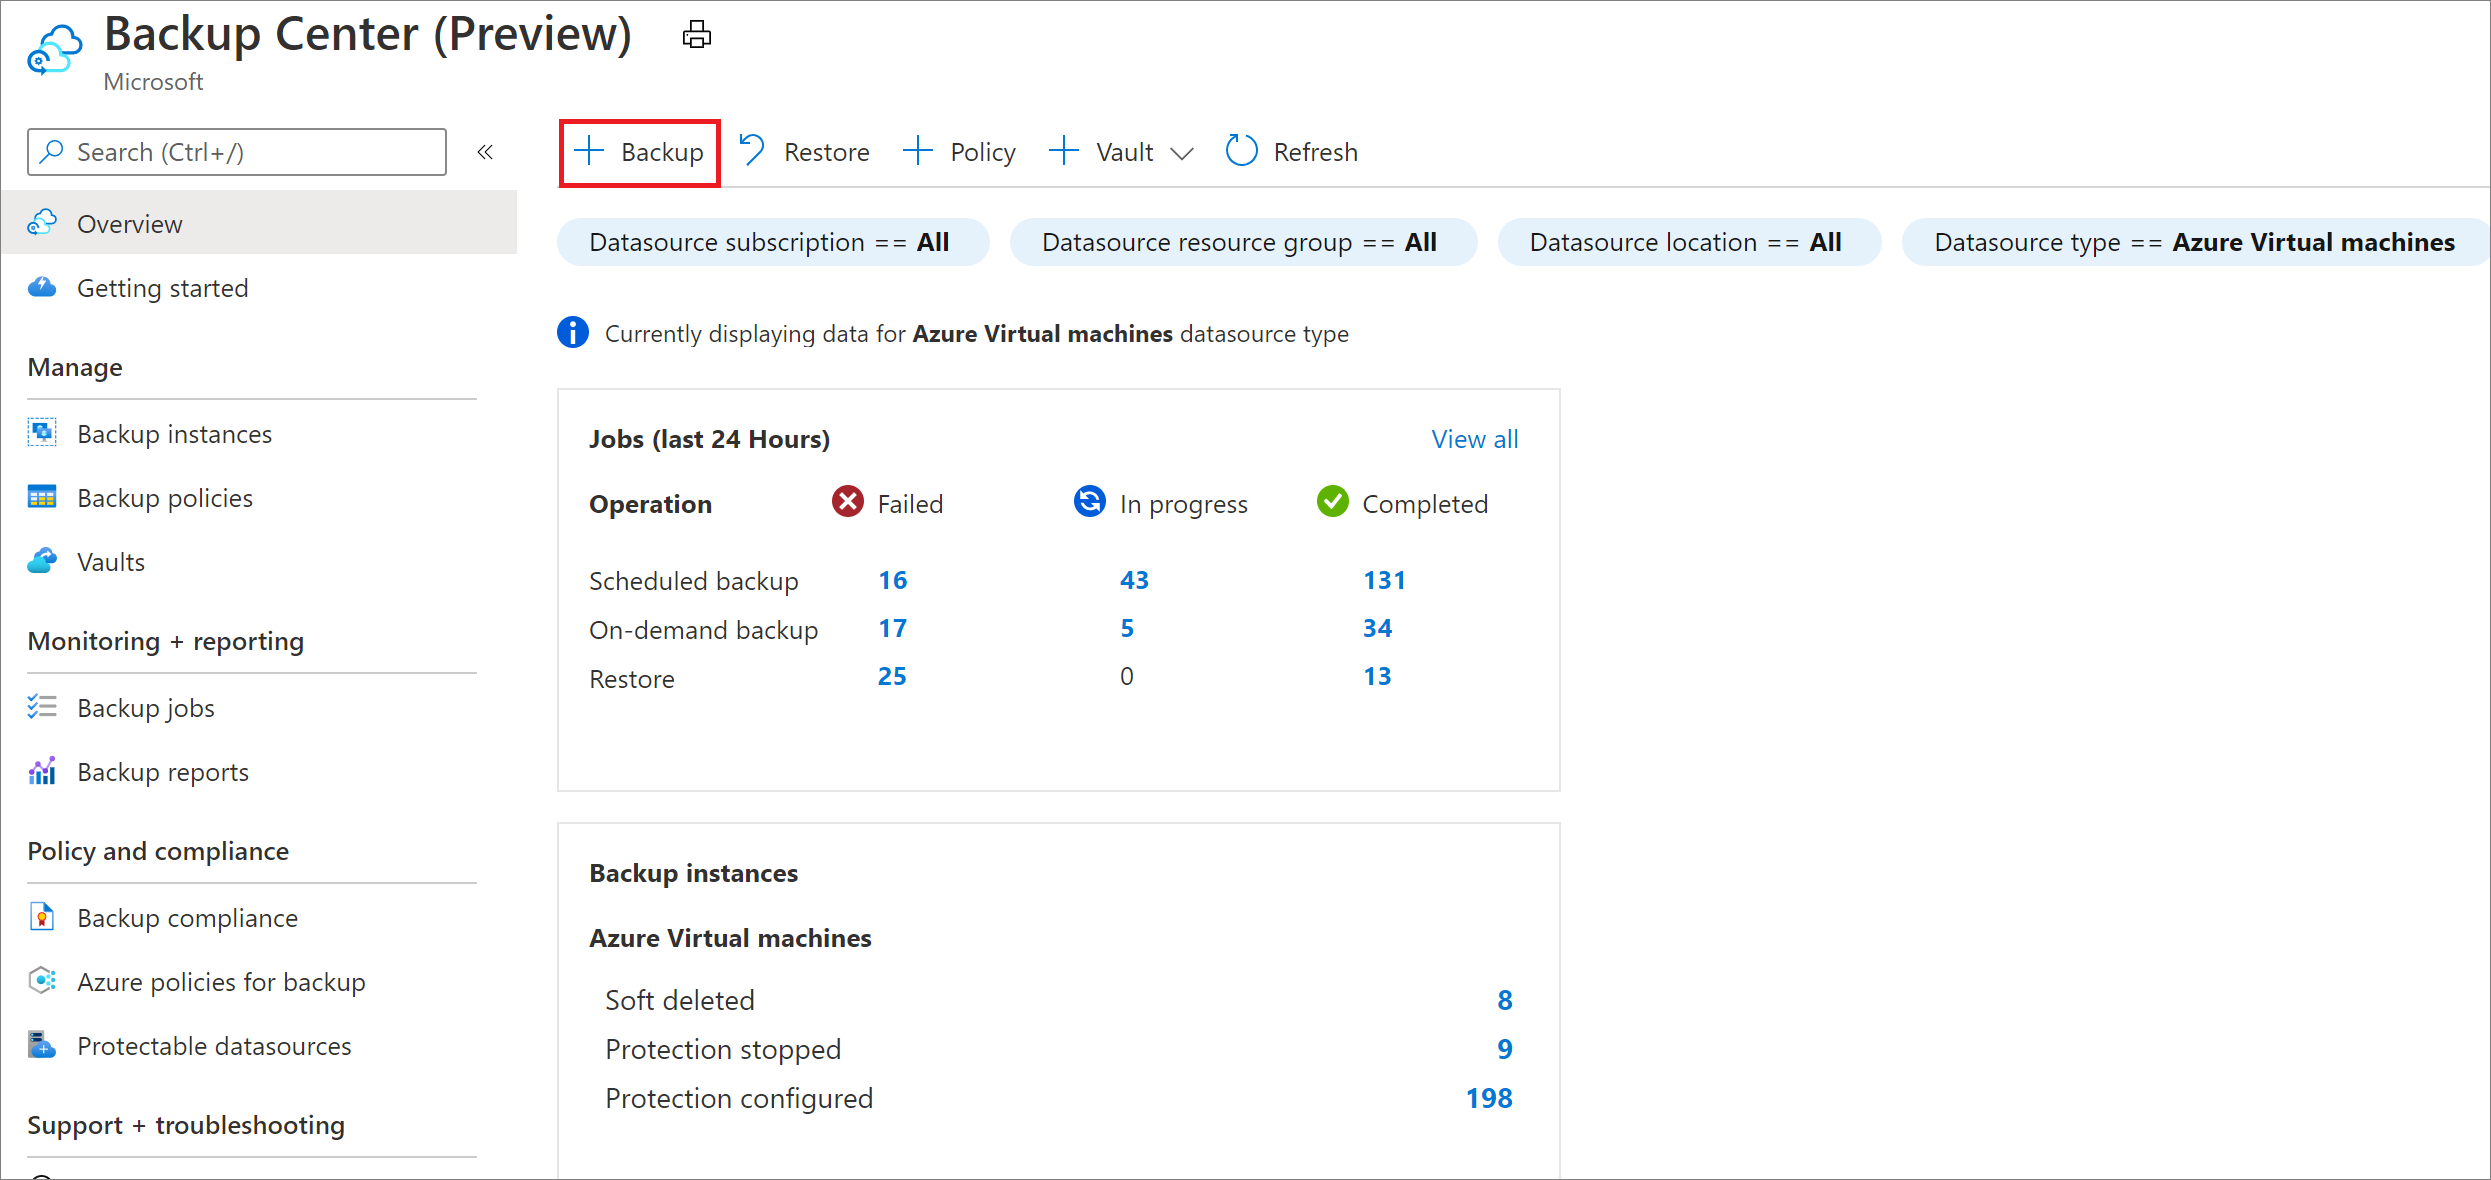 Backup Center (Preview)
Microsoft
Search (Ctrl+/)
«
Overview
Getting started
Manage
Backup instances
Backup policies
Vaults
Monitoring + reporting
Backup jobs
Backup reports
Policy and compliance
Backup compliance
Azure policies for backup
Protectable datasources
Support + troubleshooting
Backup Restore Policy Vault Refresh
Datasource subscription == All Datasource resource group == All Datasource location == All Datasource type == Azure Virtual machines
Currently displaying data for Azure Virtual machines datasource type
Jobs (last 24 Hours) View all
Operation Failed In progress Completed
Scheduled backup 16 43 131
On-demand backup 17 5 34
Restore 25 0 13
Backup instances
Azure Virtual machines
Soft deleted 8
Protection stopped 9
Protection configured 198